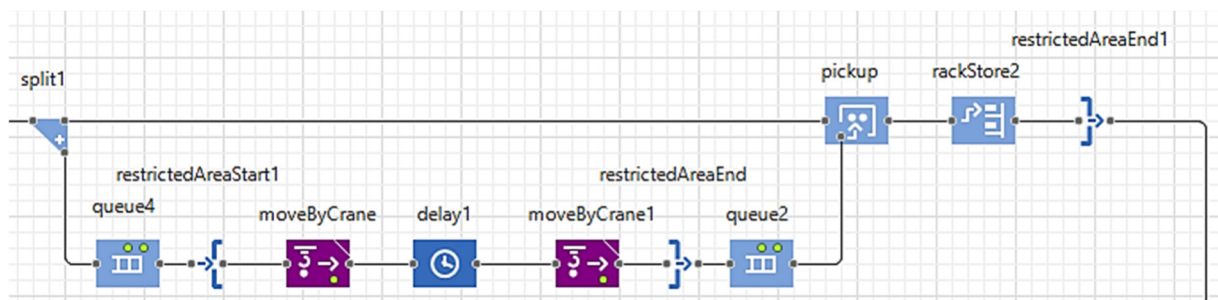 restrictedAreaEnd1
split1
pickup
rackStore2
restrictedAreaStart1
restrictedAreaEnd
queue4
moveByCrane
delay1
moveByCrane1
queue2